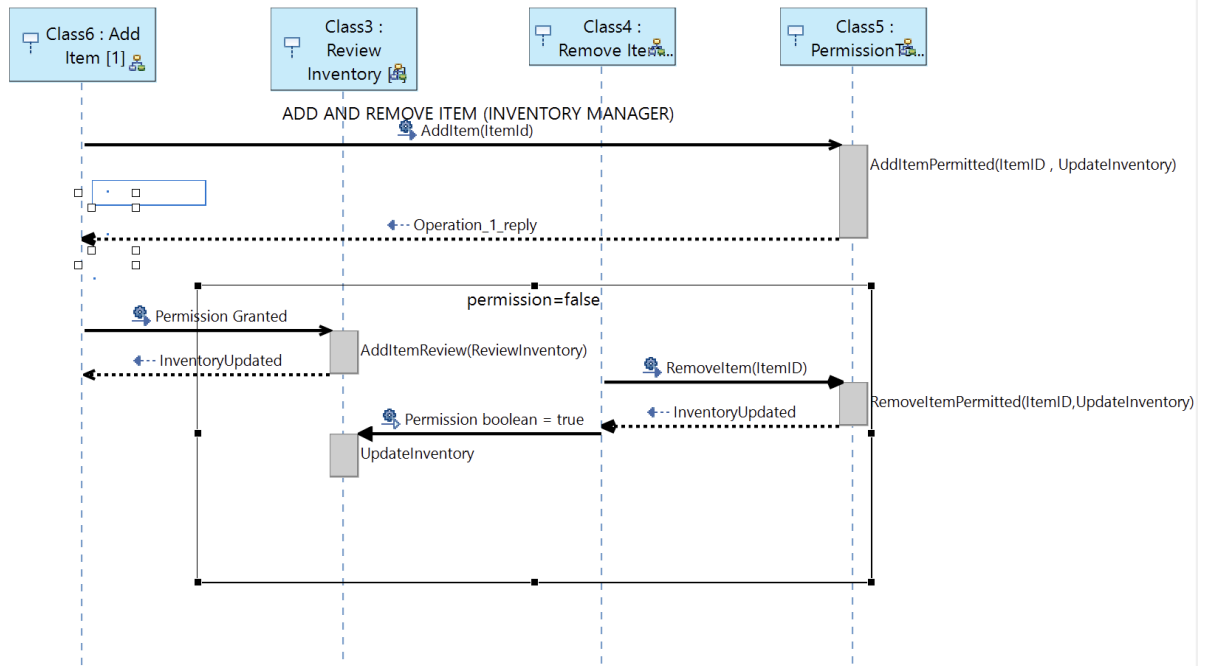 Class6 : Add
Item [1]
Class3 :
Review
Inventory
Class4 :
Remove Item...
Class5 :
...
ADD AND REMOVE ITEM (INVENTORY MANAGER)
AddItem(ItemId)
AddItemPermitted(ItemID , UpdateInventory)
Operation_1_reply
permission=false
Permission Granted
AddItemReview(ReviewInventory)
InventoryUpdated
RemoveItem(ItemID)
RemoveItemPermitted(ItemID,UpdateInventory)
InventoryUpdated
Permission boolean = true
UpdateInventory